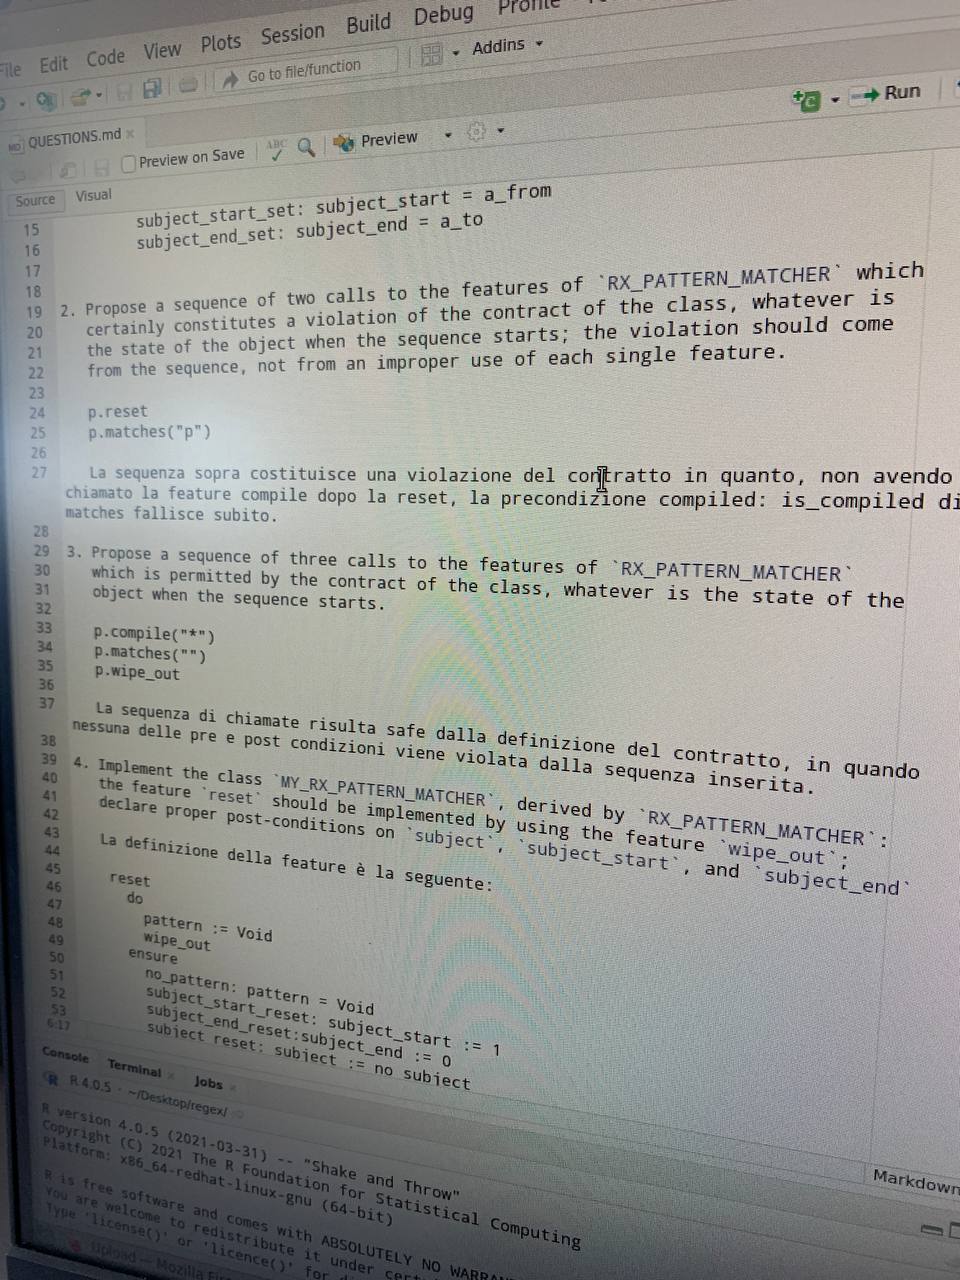 File Edit Code View Plots Session Build Debug
Go to file/function Addins
QUESTIONS.md
Preview on Save ABC Preview Run
Source Visual
15 subject_start_set: subject_start = a_from
16 subject_end_set: subject_end = a_to
17
18
19 2. Propose a sequence of two calls to the features of `RX_PATTERN_MATCHER` which
20 certainly constitutes a violation of the contract of the class, whatever is
21 the state of the object when the sequence starts; the violation should come
22 from the sequence, not from an improper use of each single feature.
23
24 p.reset
25 p.matches("p")
26
27 La sequenza sopra costituisce una violazione del contratto in quanto, non avendo
chiamato la feature compile dopo la reset, la precondizione compiled: is_compiled di
matches fallisce subito.
28
29 3. Propose a sequence of three calls to the features of `RX_PATTERN_MATCHER`
30 which is permitted by the contract of the class, whatever is the state of the
31 object when the sequence starts.
32
33 p.compile("*")
34 p.matches("")
35 p.wipe_out
36
37 La sequenza di chiamate risulta safe dalla definizione del contratto, in quando
nessuna delle pre e post condizioni viene violata dalla sequenza inserita.
38
39 4. Implement the class `MY_RX_PATTERN_MATCHER`, derived by `RX_PATTERN_MATCHER`:
40 the feature `reset` should be implemented by using the feature `wipe_out`;
41 declare proper post-conditions on `subject`, `subject_start`, and `subject_end`
42
43 La definizione della feature è la seguente:
44
45 reset
46 do
47 pattern := Void
48 wipe_out
49 ensure
50 no_pattern: pattern = Void
51 subject_start_reset: subject_start := 1
52 subject_end_reset:subject_end := 0
53 subject reset: subject := no subject
6:17
Markdown
Console Terminal Jobs
R 4.0.5 · ~/Desktop/regex/
R version 4.0.5 (2021-03-31) -- "Shake and Throw"
Copyright (C) 2021 The R Foundation for Statistical Computing
Platform: x86_64-redhat-linux-gnu (64-bit)
R is free software and comes with ABSOLUTELY NO
You are welcome to redistribute it under
Type 'license()' or 'licence()' for
Upload — Mozilla